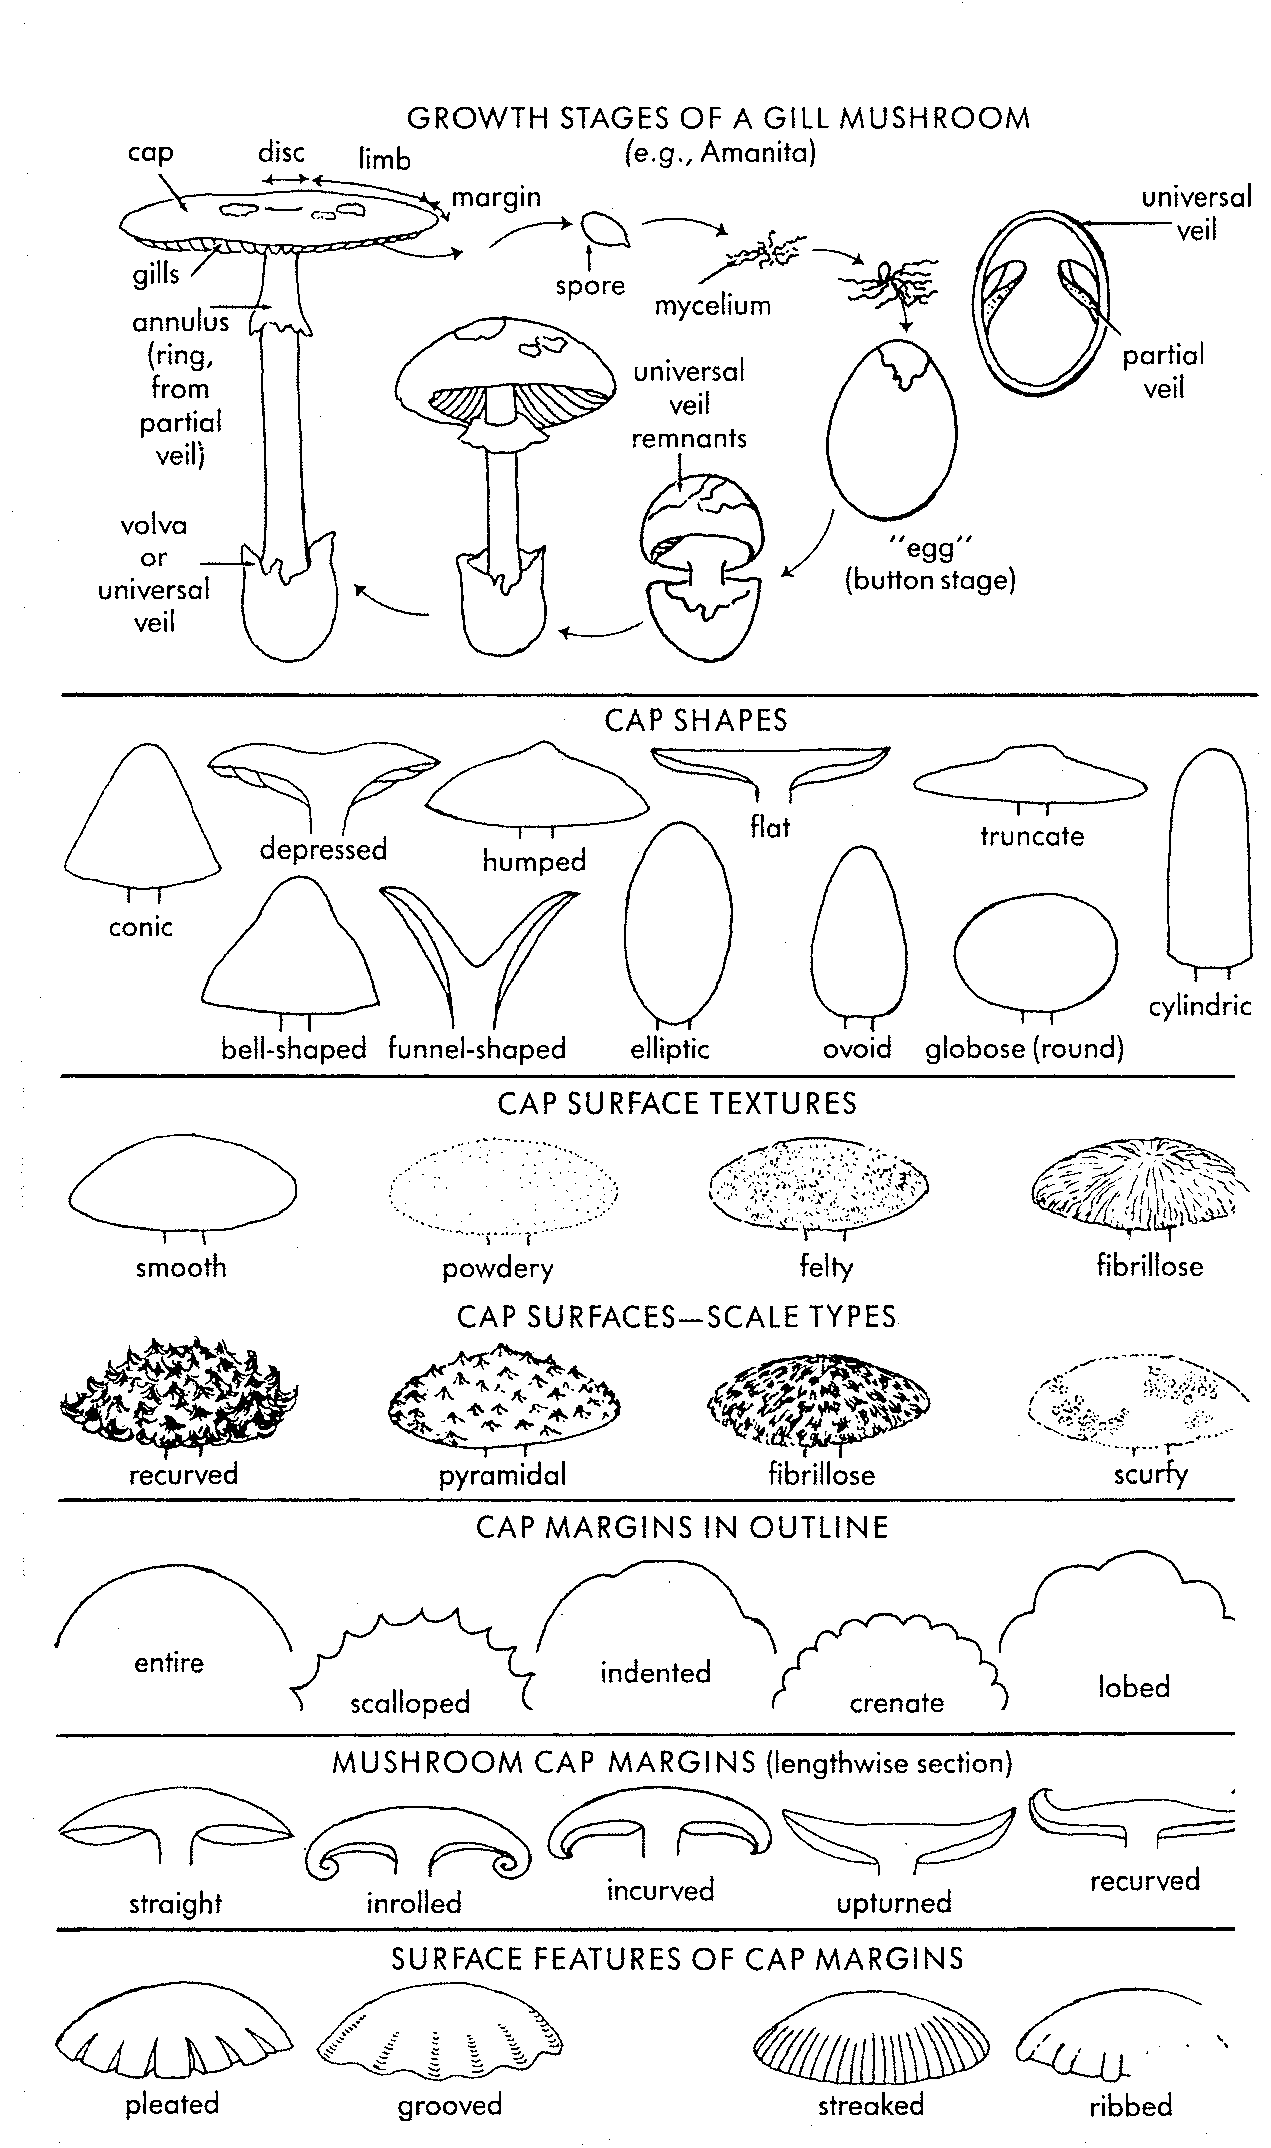 GROWTH STAGES OF A GILL MUSHROOM
(e.g., Amanita)
cap
disc
limb
margin
gills
annulus
(ring,
from
partial
veil)
volva
or
universal
veil
spore
mycelium
universal
veil
partial
veil
universal
veil
remnants
"egg"
(button stage)
CAP SHAPES
conic
depressed
humped
flat
truncate
cylindric
bell-shaped
funnel-shaped
elliptic
ovoid
globose (round)
CAP SURFACE TEXTURES
smooth
powdery
felty
fibrillose
CAP SURFACES—SCALE TYPES
recurved
pyramidal
fibrillose
scurfy
CAP MARGINS IN OUTLINE
entire
scalloped
indented
crenate
lobed
MUSHROOM CAP MARGINS (lengthwise section)
straight
inrolled
incurved
upturned
recurved
SURFACE FEATURES OF CAP MARGINS
pleated
grooved
streaked
ribbed